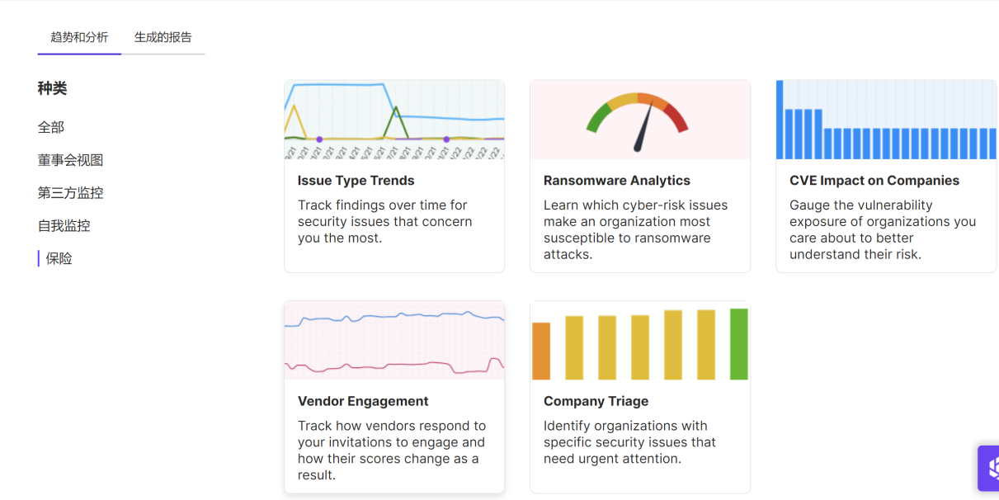 趋势和分析 生成的报告
种类
全部
董事会视图
第三方监控
自我监控
保险
Issue Type Trends
Track findings over time for
security issues that concern
you the most.
Ransomware Analytics
Learn which cyber-risk issues
make an organization most
susceptible to ransomware
attacks.
CVE Impact on Companies
Gauge the vulnerability
exposure of organizations you
care about to better
understand their risk.
Vendor Engagement
Track how vendors respond to
your invitations to engage and
how their scores change as a
result.
Company Triage
Identify organizations with
specific security issues that
need urgent attention.